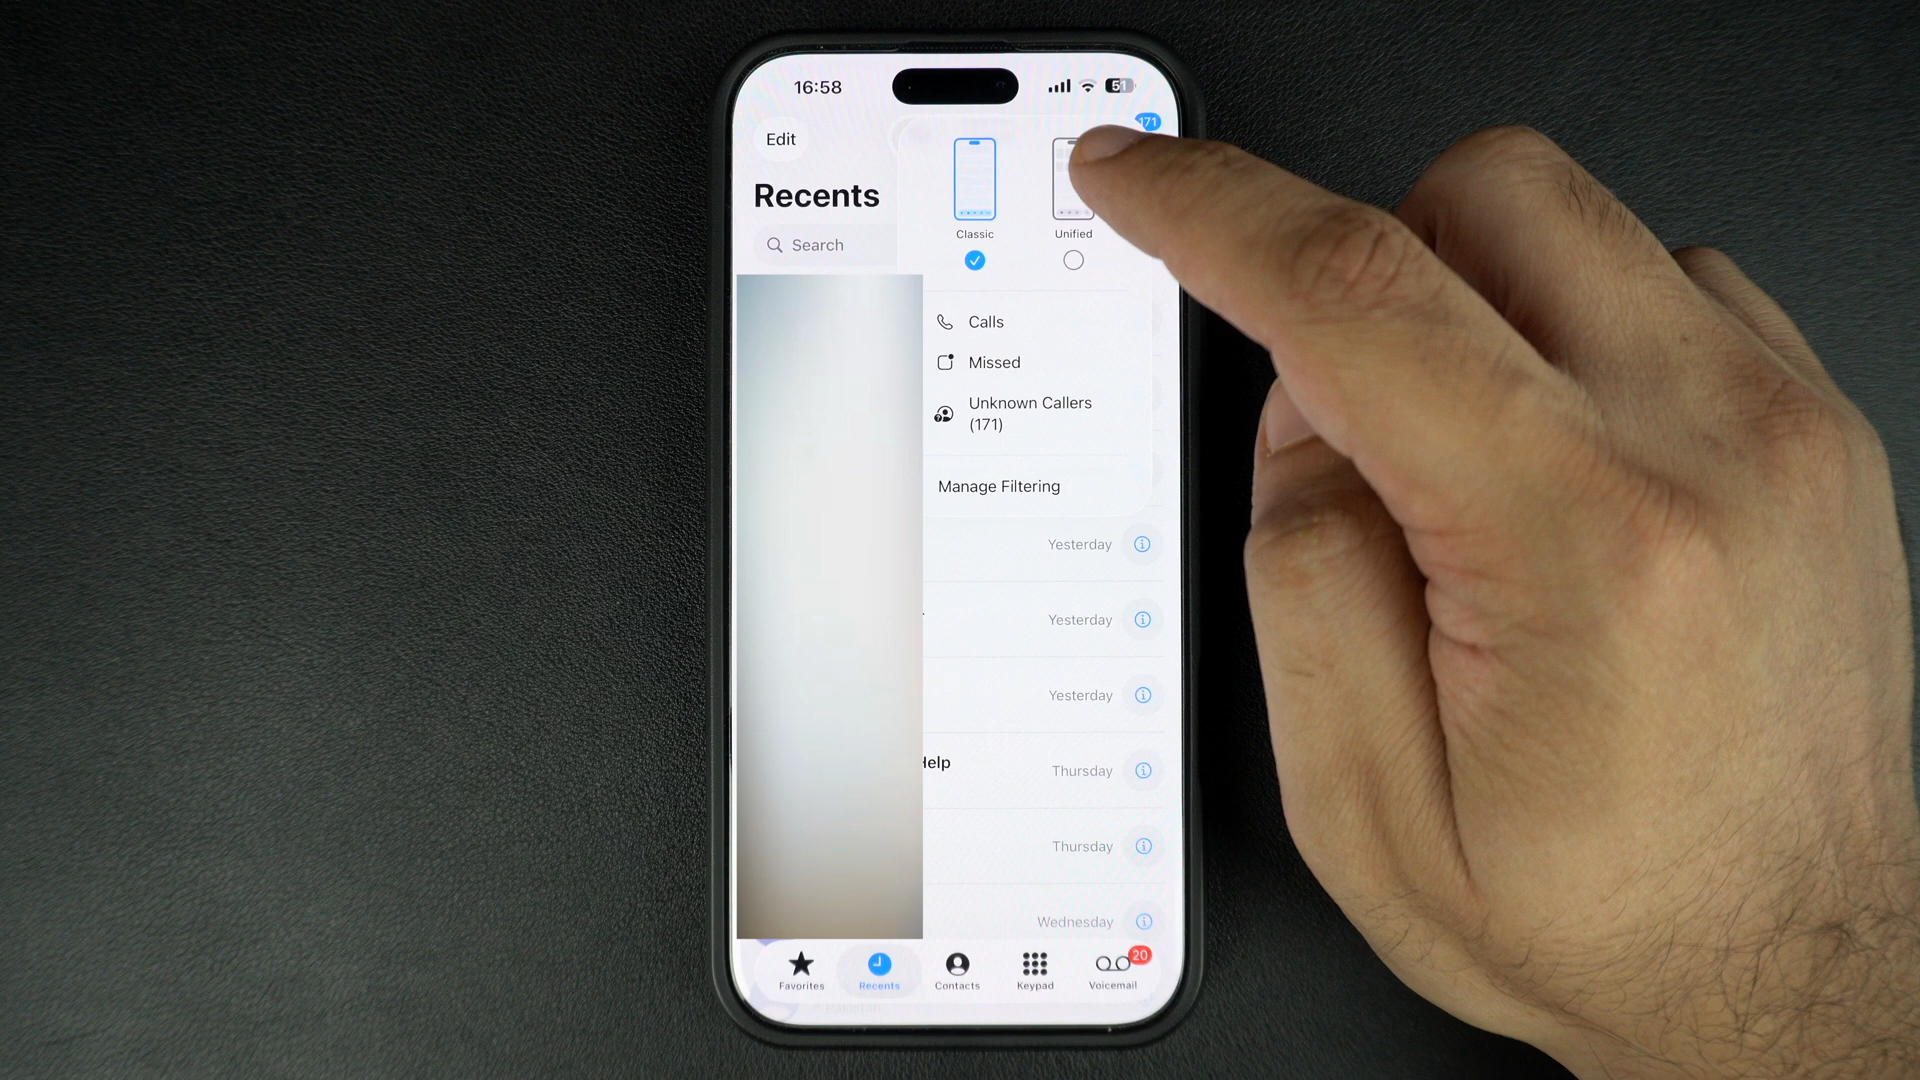 16:58
51
Edit
171
Recents
Search
Classic
Unified
Calls
Missed
Unknown Callers
(171)
Manage Filtering
Yesterday
Yesterday
Yesterday
Help
Thursday
Thursday
Wednesday
20
Favorites
Recents
Contacts
Keypad
Voicemail